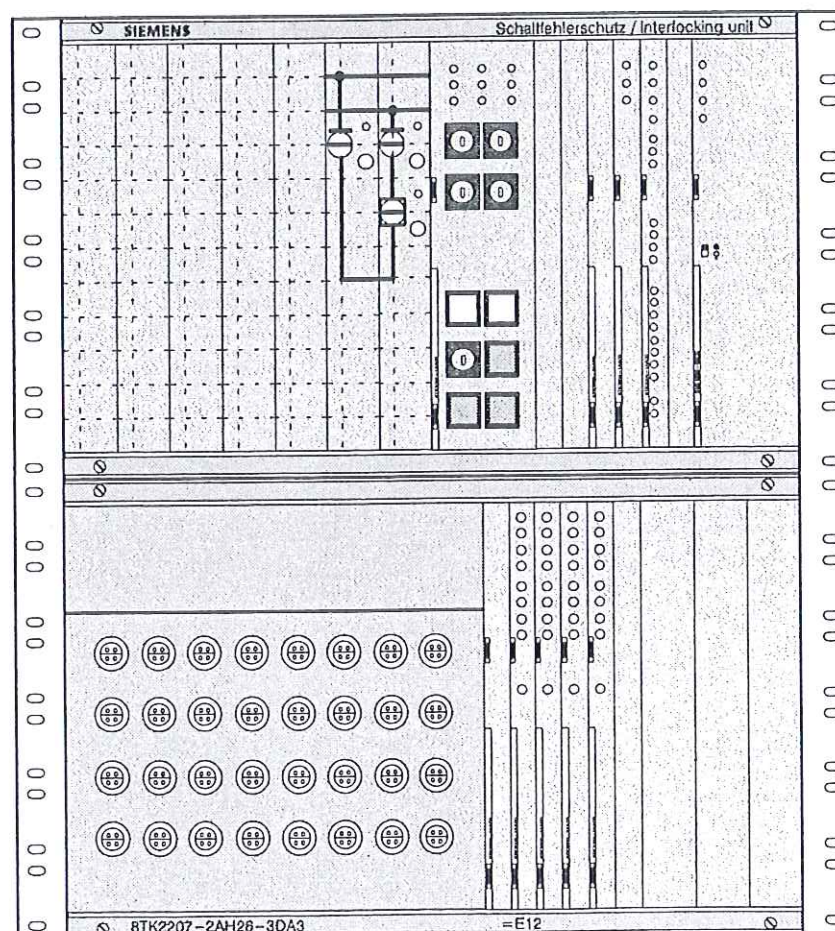 SIEMENS Schaltfehlerschutz / Interlocking unit
8TK2207-2AH26-3DA3 =E12